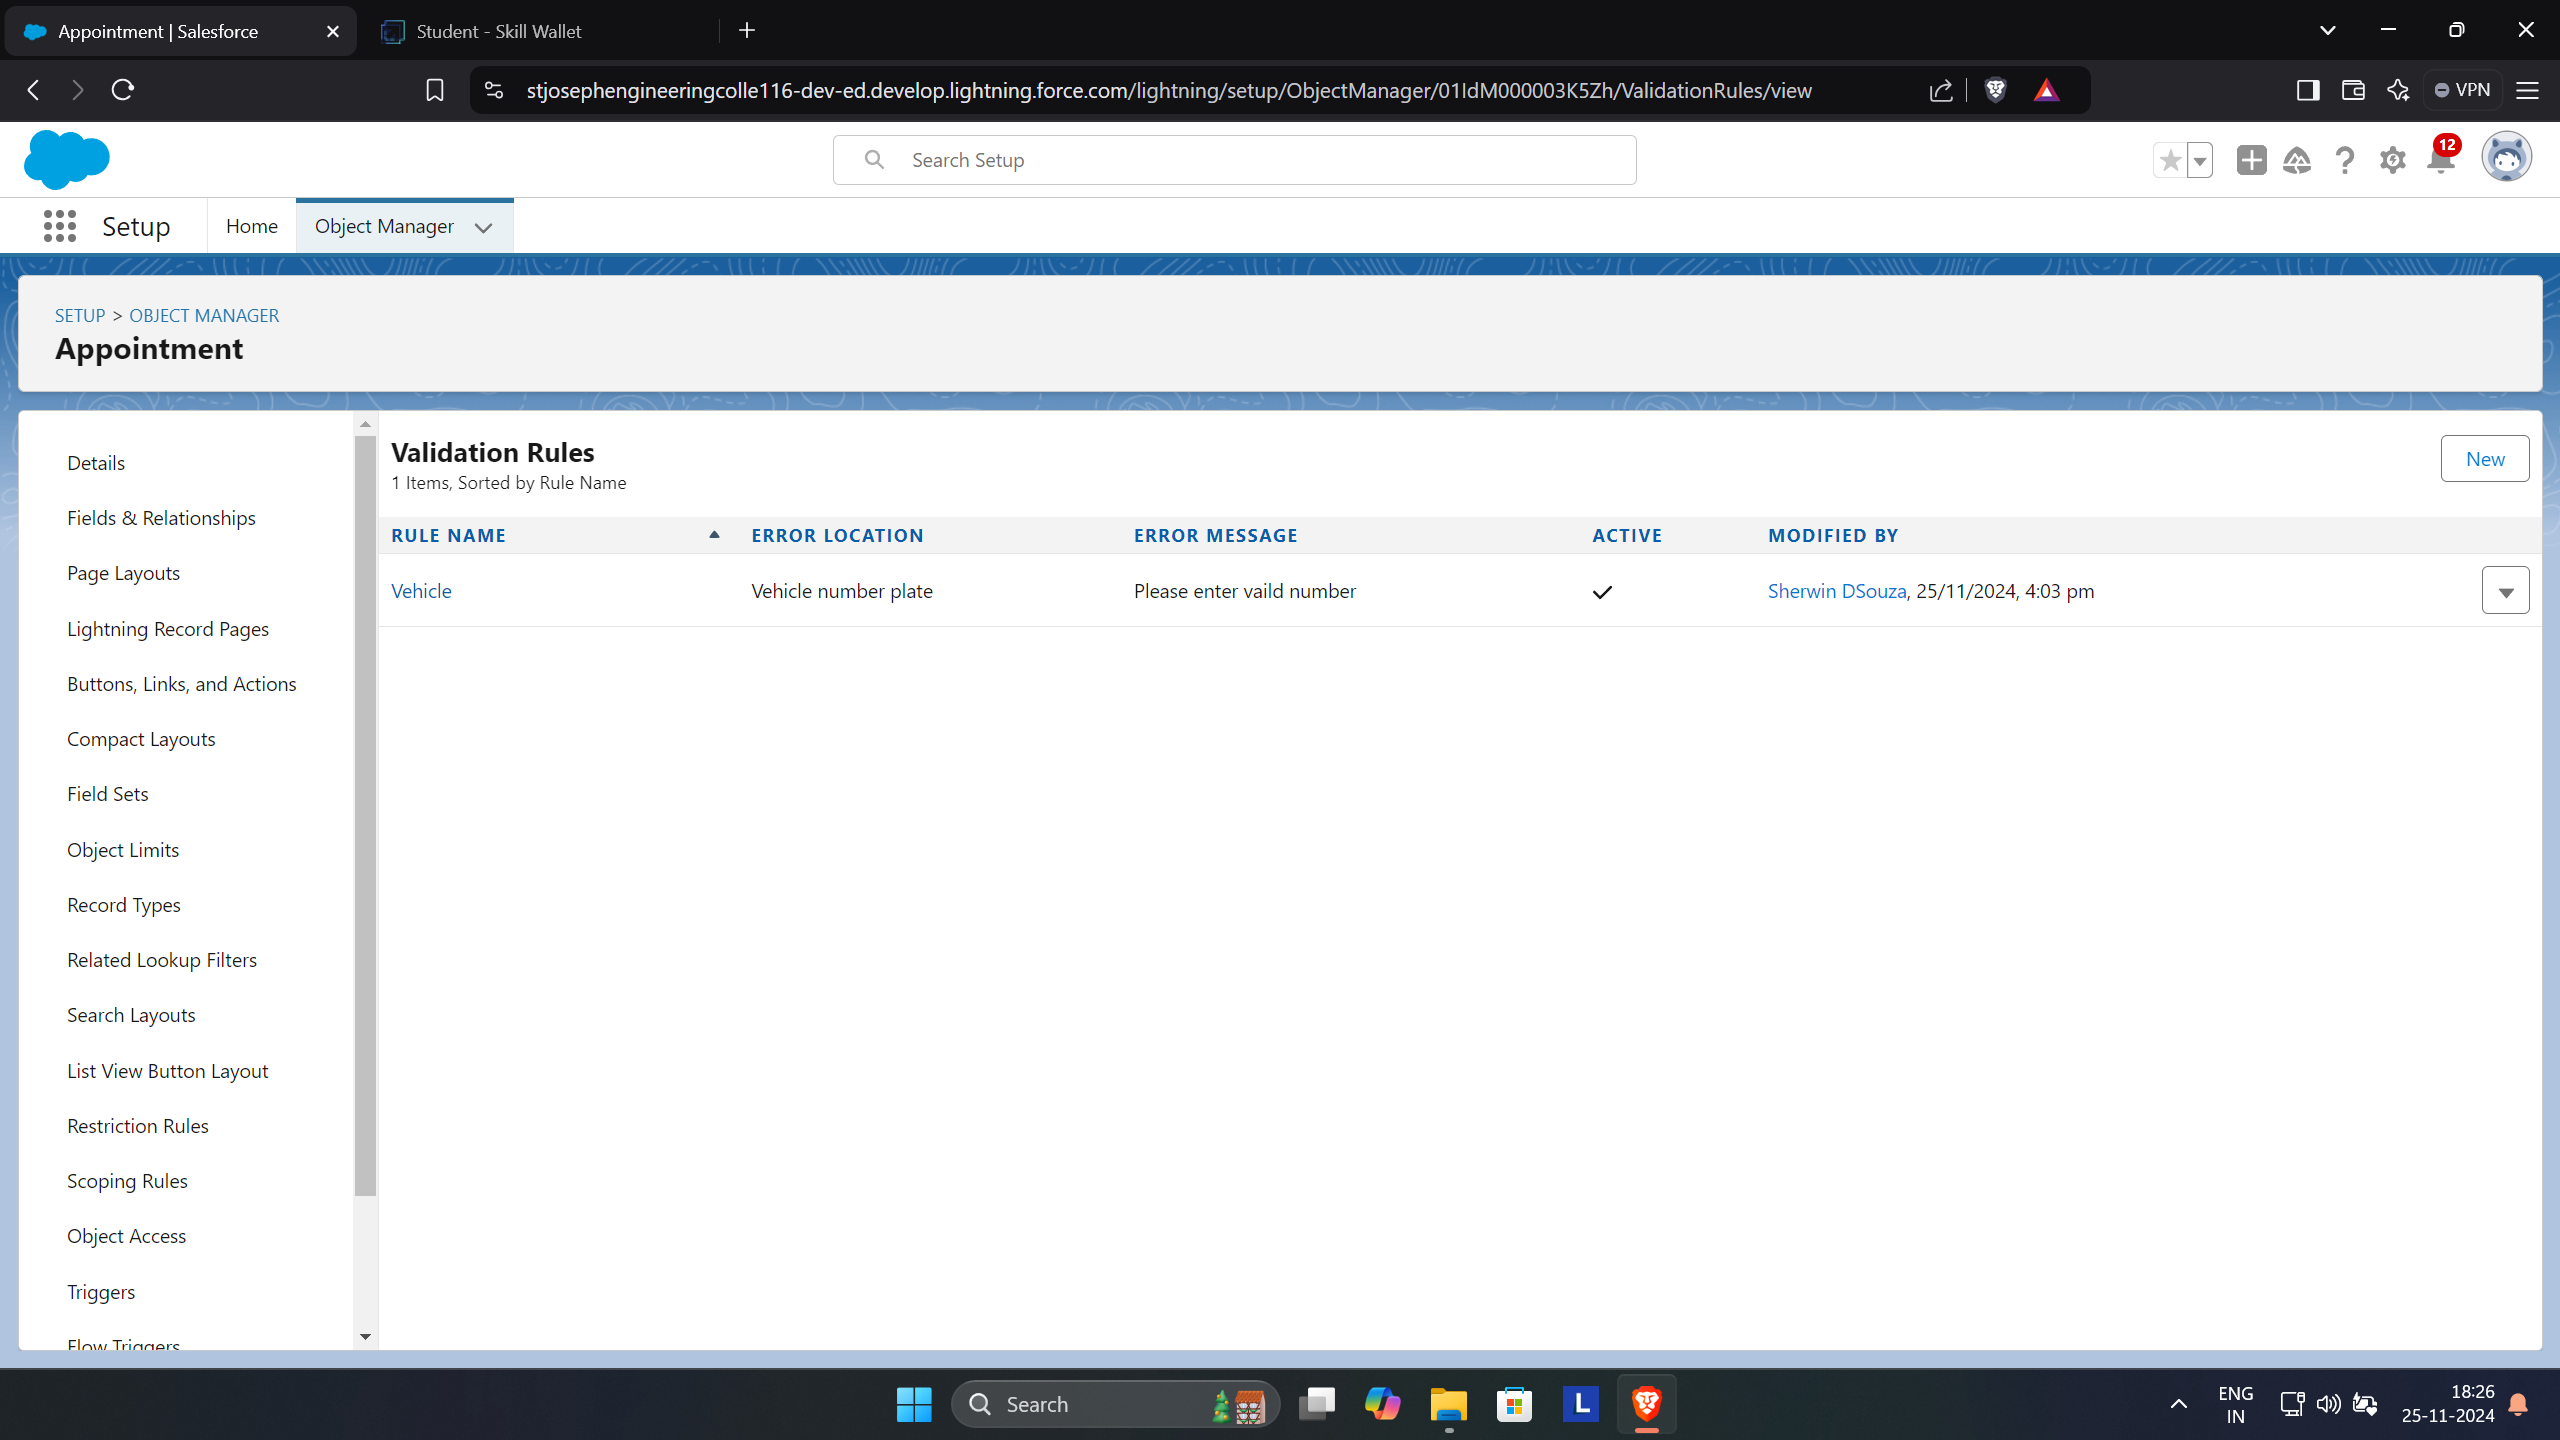 Appointment | Salesforce
Student - Skill Wallet
stjosephengineeringcolle116-dev-ed.develop.lightning.force.com/lightning/setup/ObjectManager/01IdM000003K5Zh/ValidationRules/view
VPN
Search Setup
12
Setup
Home
Object Manager
SETUP > OBJECT MANAGER
Appointment
Details
Fields & Relationships
Page Layouts
Lightning Record Pages
Buttons, Links, and Actions
Compact Layouts
Field Sets
Object Limits
Record Types
Related Lookup Filters
Search Layouts
List View Button Layout
Restriction Rules
Scoping Rules
Object Access
Triggers
Flow Triggers
Validation Rules
1 Items, Sorted by Rule Name
New
RULE NAME ERROR LOCATION ERROR MESSAGE ACTIVE MODIFIED BY
Vehicle Vehicle number plate Please enter vaild number Sherwin DSouza, 25/11/2024, 4:03 pm
Search
L
ENG
IN
18:26
25-11-2024